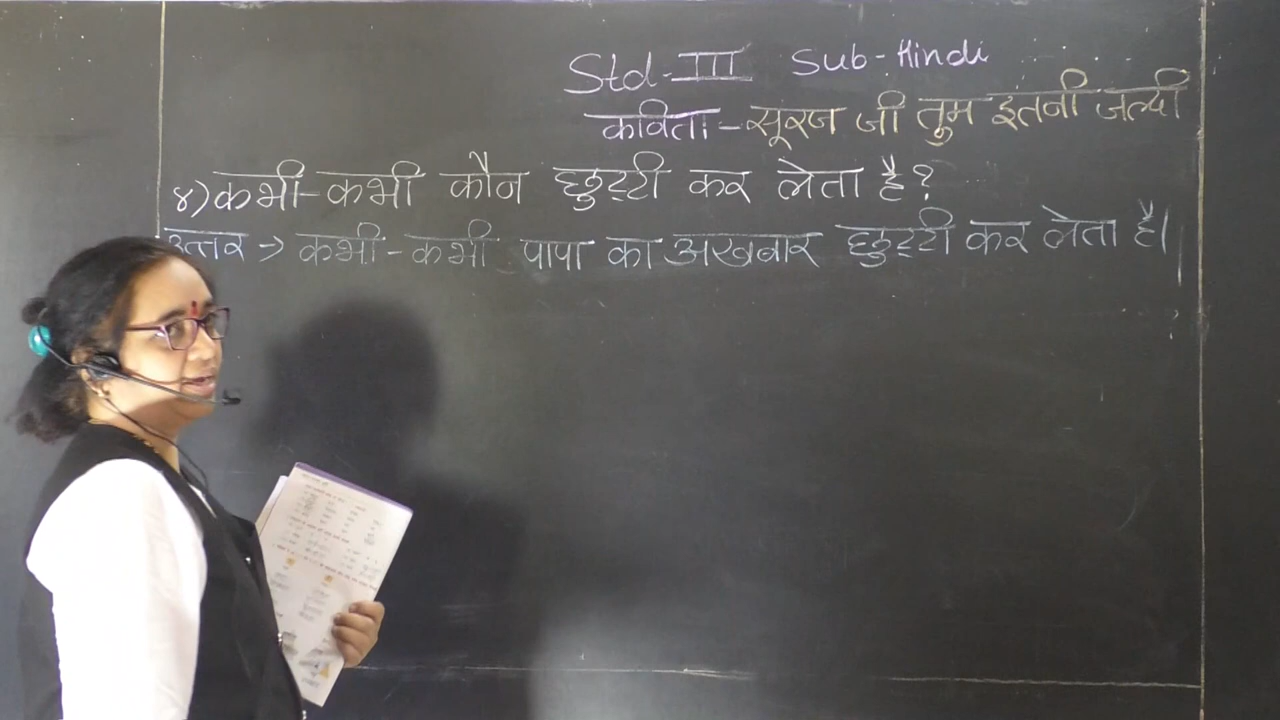 Std-III Sub-Hindi
कविता-सूरज जी तुम इतनी जल्दी
४) कभी-कभी कौन छुट्टी कर लेता है?
उत्तर → कभी-कभी पापा का अखबार छुट्टी कर लेता है।